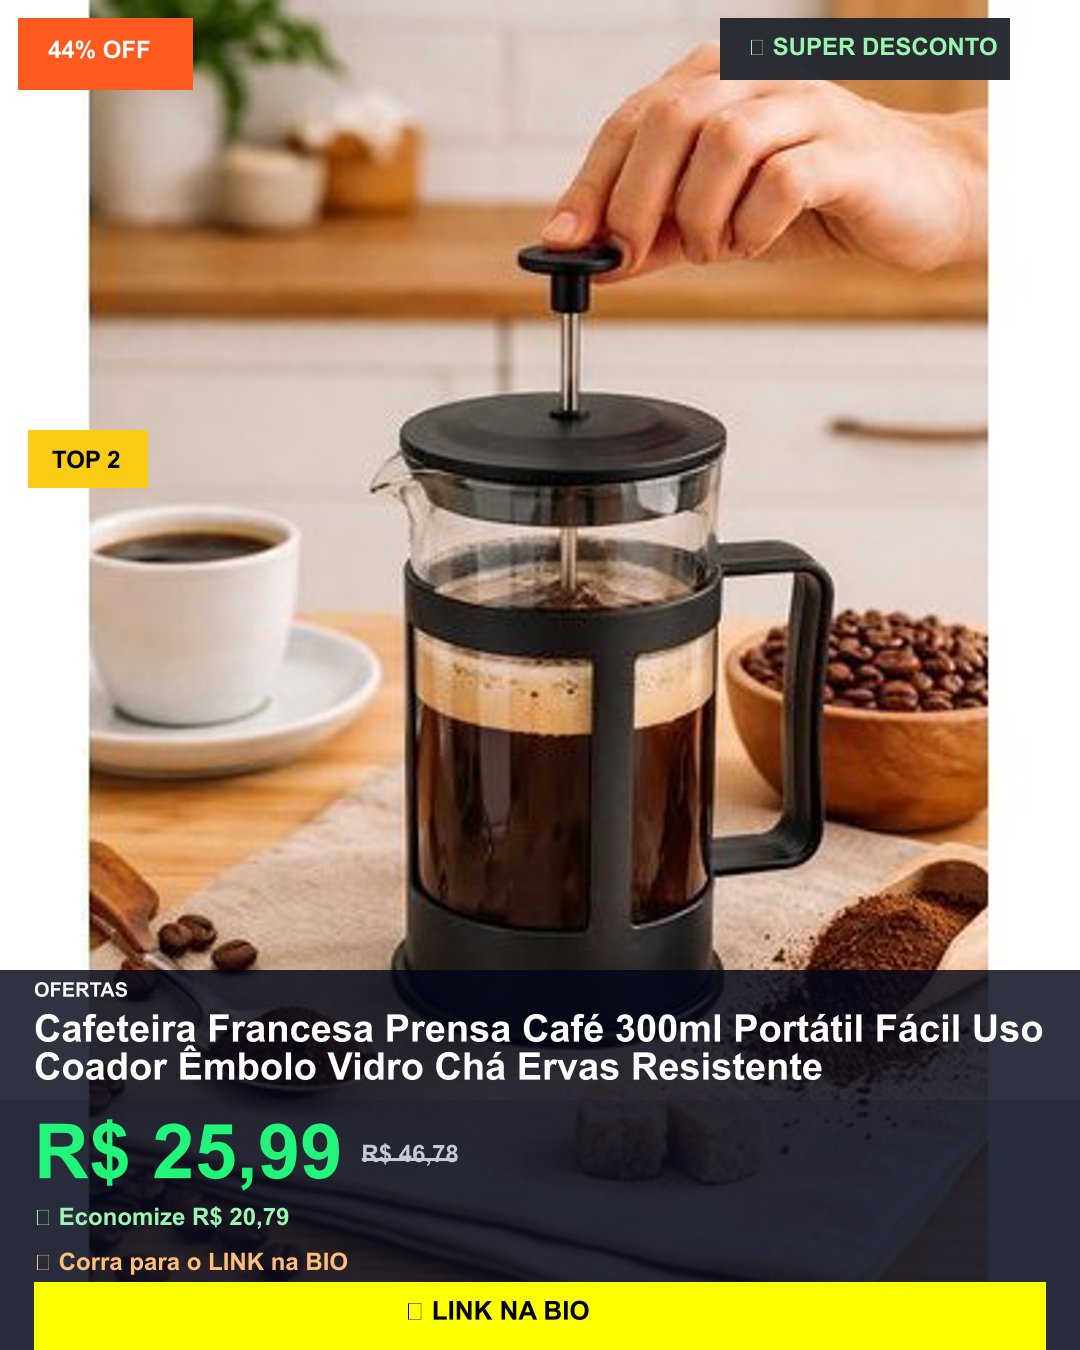 44% OFF
SUPER DESCONTO
TOP 2
OFERTAS
Cafeteira Francesa Prensa Café 300ml Portátil Fácil Uso
Coador Êmbolo Vidro Chá Ervas Resistente
R$ 25,99 R$ 46,78
Economize R$ 20,79
Corra para o LINK na BIO
LINK NA BIO